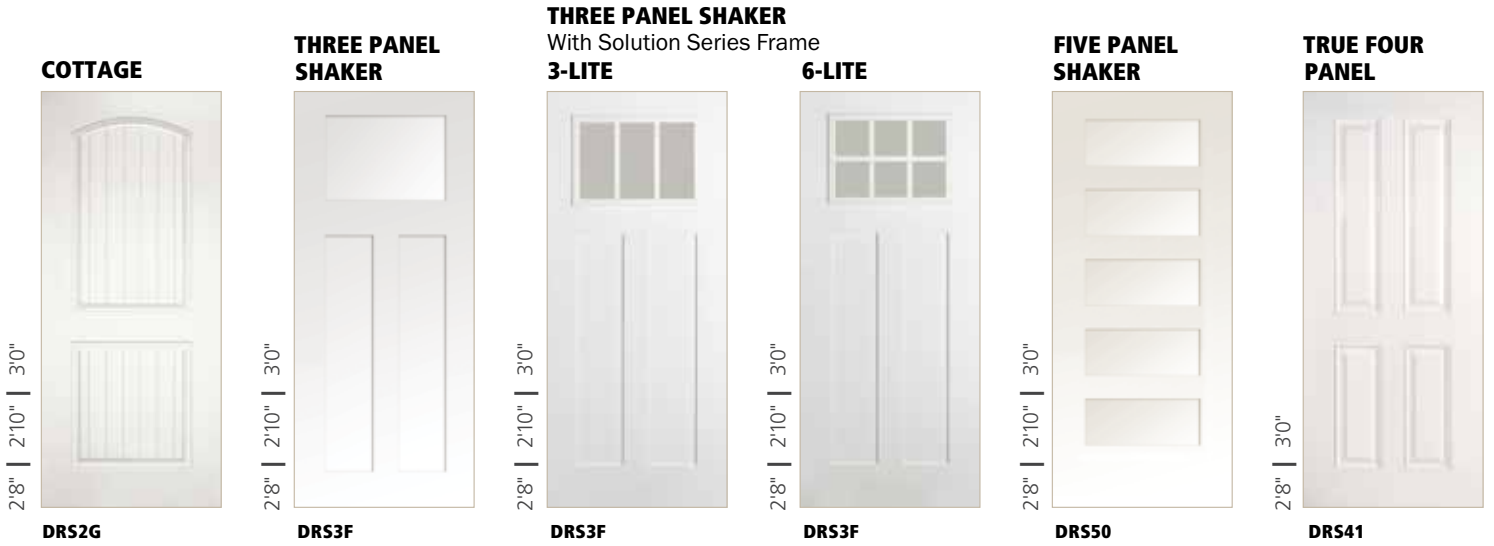 COTTAGE
2'8" | 2'10" | 3'0"
DRS2G
THREE PANEL
SHAKER
2'8" | 2'10" | 3'0"
DRS3F
THREE PANEL SHAKER
With Solution Series Frame
3-LITE
2'8" | 2'10" | 3'0"
DRS3F
6-LITE
2'8" | 2'10" | 3'0"
DRS3F
FIVE PANEL
SHAKER
2'8" | 2'10" | 3'0"
DRS50
TRUE FOUR
PANEL
2'8" | 3'0"
DRS41